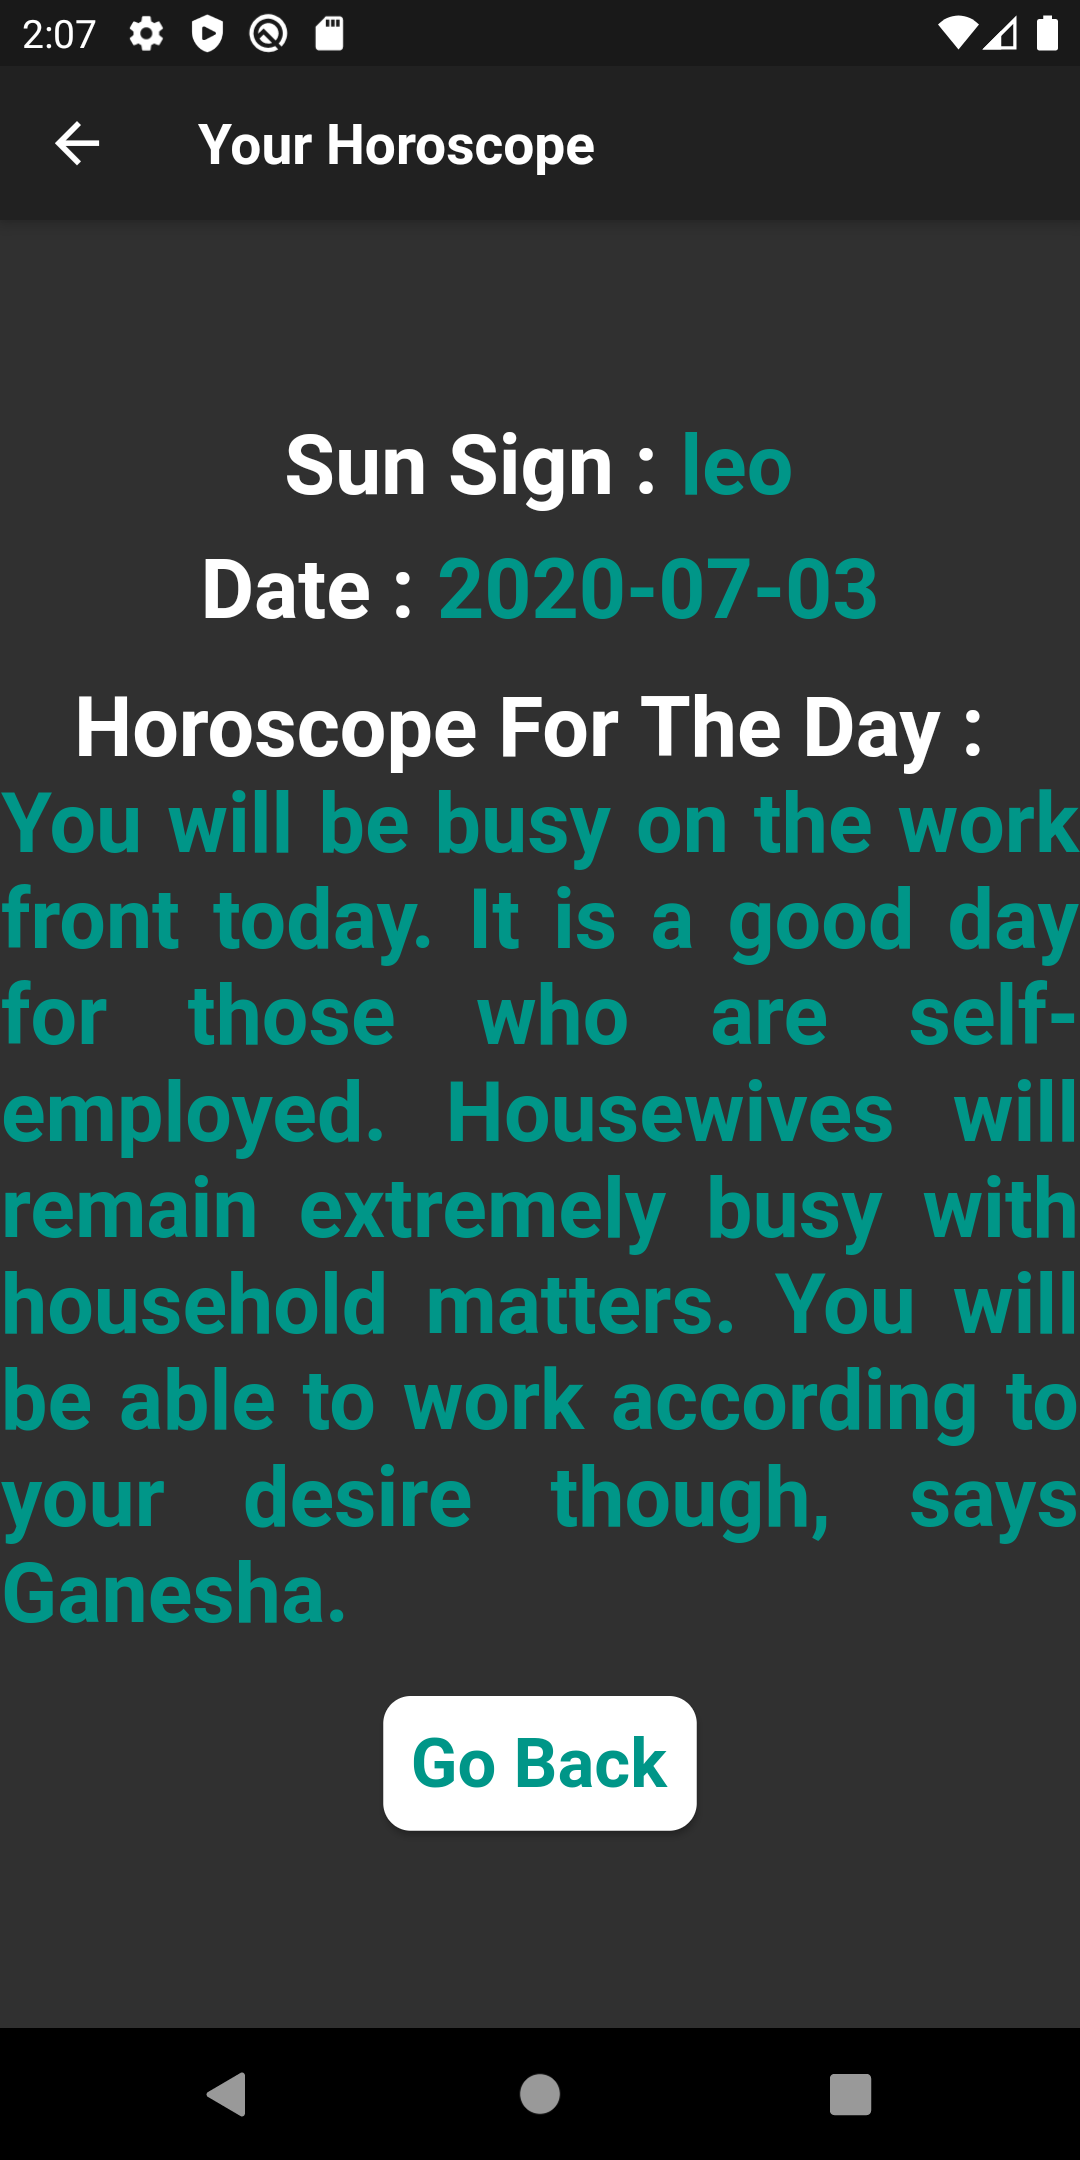 2:07
Your Horoscope
Sun Sign : leo
Date : 2020-07-03
Horoscope For The Day :
You will be busy on the work
front today. It is a good day
for those who are self-
employed. Housewives will
remain extremely busy with
household matters. You will
be able to work according to
your desire though, says
Ganesha.
Go Back